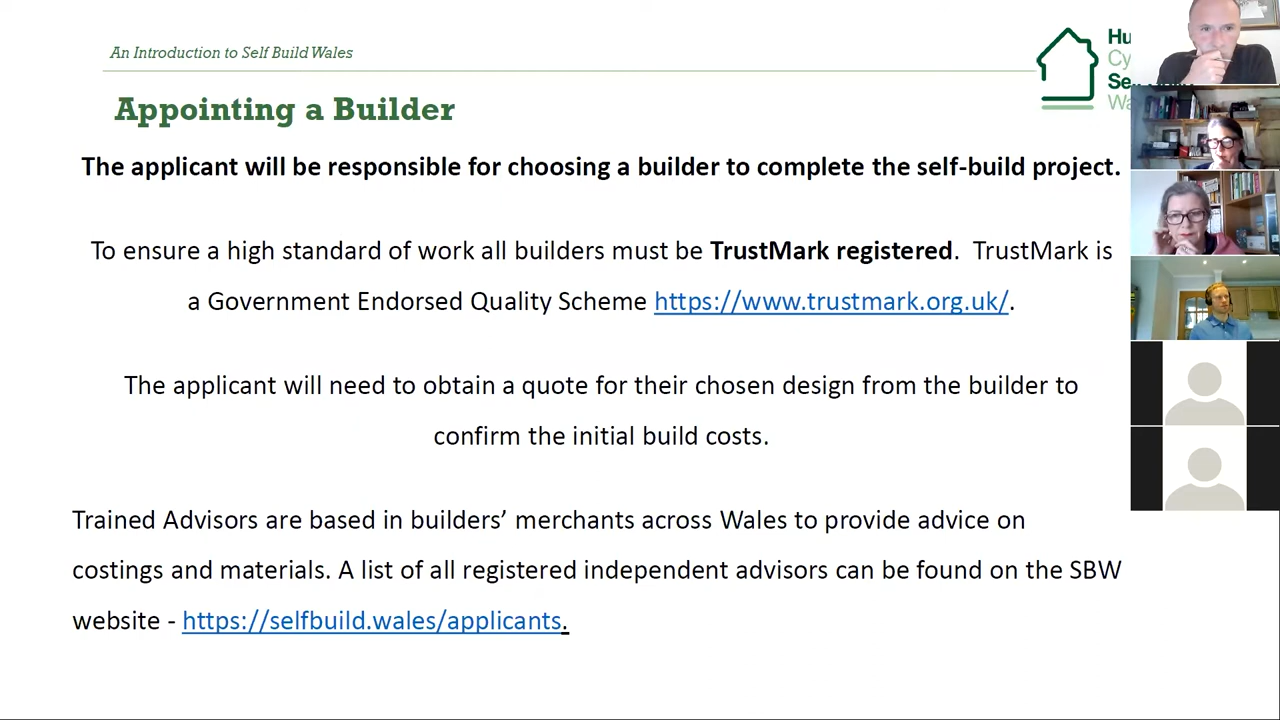 An Introduction to Self Build Wales
Appointing a Builder
The applicant will be responsible for choosing a builder to complete the self-build project.
To ensure a high standard of work all builders must be TrustMark registered. TrustMark is
a Government Endorsed Quality Scheme https://www.trustmark.org.uk/.
The applicant will need to obtain a quote for their chosen design from the builder to
confirm the initial build costs.
Trained Advisors are based in builders’ merchants across Wales to provide advice on
costings and materials. A list of all registered independent advisors can be found on the SBW
website - https://selfbuild.wales/applicants.